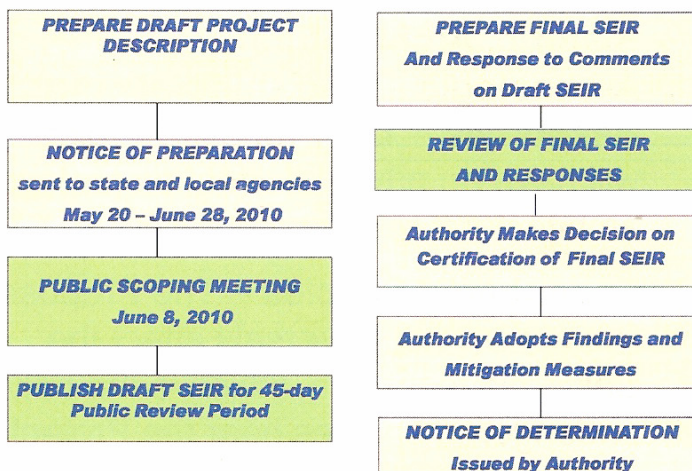 PREPARE DRAFT PROJECT
DESCRIPTION
NOTICE OF PREPARATION
sent to state and local agencies
May 20 – June 28, 2010
PUBLIC SCOPING MEETING
June 8, 2010
PUBLISH DRAFT SEIR for 45-day
Public Review Period
PREPARE FINAL SEIR
And Response to Comments
on Draft SEIR
REVIEW OF FINAL SEIR
AND RESPONSES
Authority Makes Decision on
Certification of Final SEIR
Authority Adopts Findings and
Mitigation Measures
NOTICE OF DETERMINATION
Issued by Authority